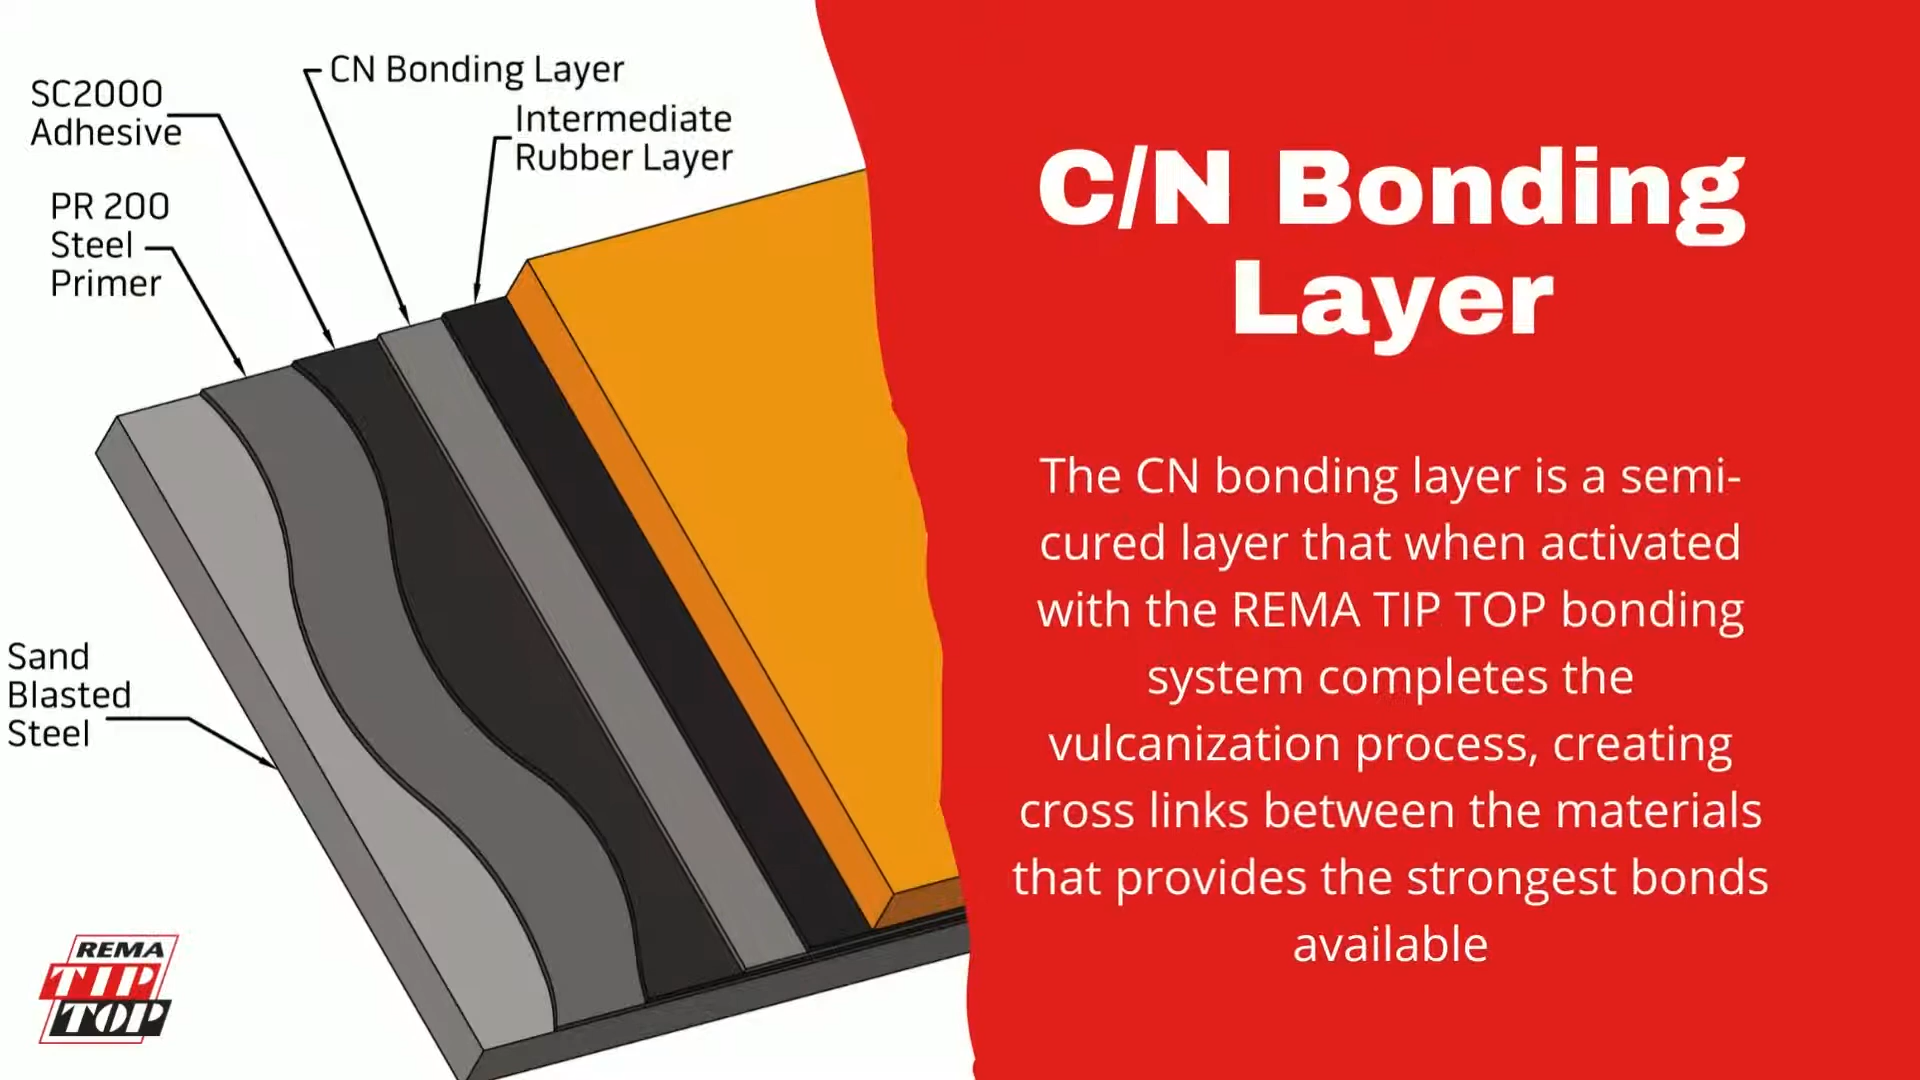 CN Bonding Layer
SC2000
Adhesive
Intermediate
Rubber Layer
PR 200
Steel
Primer
Sand
Blasted
Steel
REMA
TIP
TOP
C/N Bonding
Layer
The CN bonding layer is a semi-
cured layer that when activated
with the REMA TIP TOP bonding
system completes the
vulcanization process, creating
cross links between the materials
that provides the strongest bonds
available